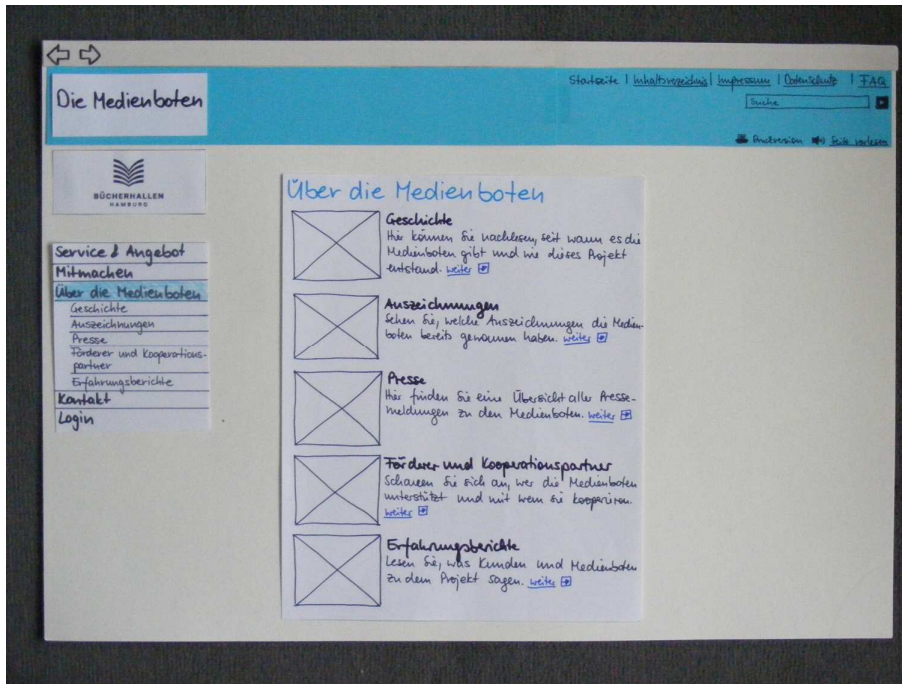 Startseite | Inhaltsverzeichnis | Impressum | Datenschutz | FAQ
Die Medienboten
Suche
Druckversion Seite vorlesen
BÜCHERHALLEN
HAMBURG
Service & Angebot
Mitmachen
Über die Medienboten
Geschichte
Auszeichnungen
Presse
Förderer und Kooperations-
partner
Erfahrungsberichte
Kontakt
Login
Über die Medienboten
Geschichte
Hier können Sie nachlesen, seit wann es die
Medienboten gibt und wie dieses Projekt
entstand. weiter
Auszeichnungen
Sehen Sie, welche Auszeichnungen die Medien-
boten bereits gewonnen haben. weiter
Presse
Hier finden Sie eine Übersicht aller Presse-
meldungen zu den Medienboten. weiter
Förderer und Kooperationspartner
Schauen Sie sich an, wer die Medienboten
unterstützt und mit wem sie kooperieren.
weiter
Erfahrungsberichte
Lesen Sie, was Kunden und Medienboten
zu dem Projekt sagen. weiter